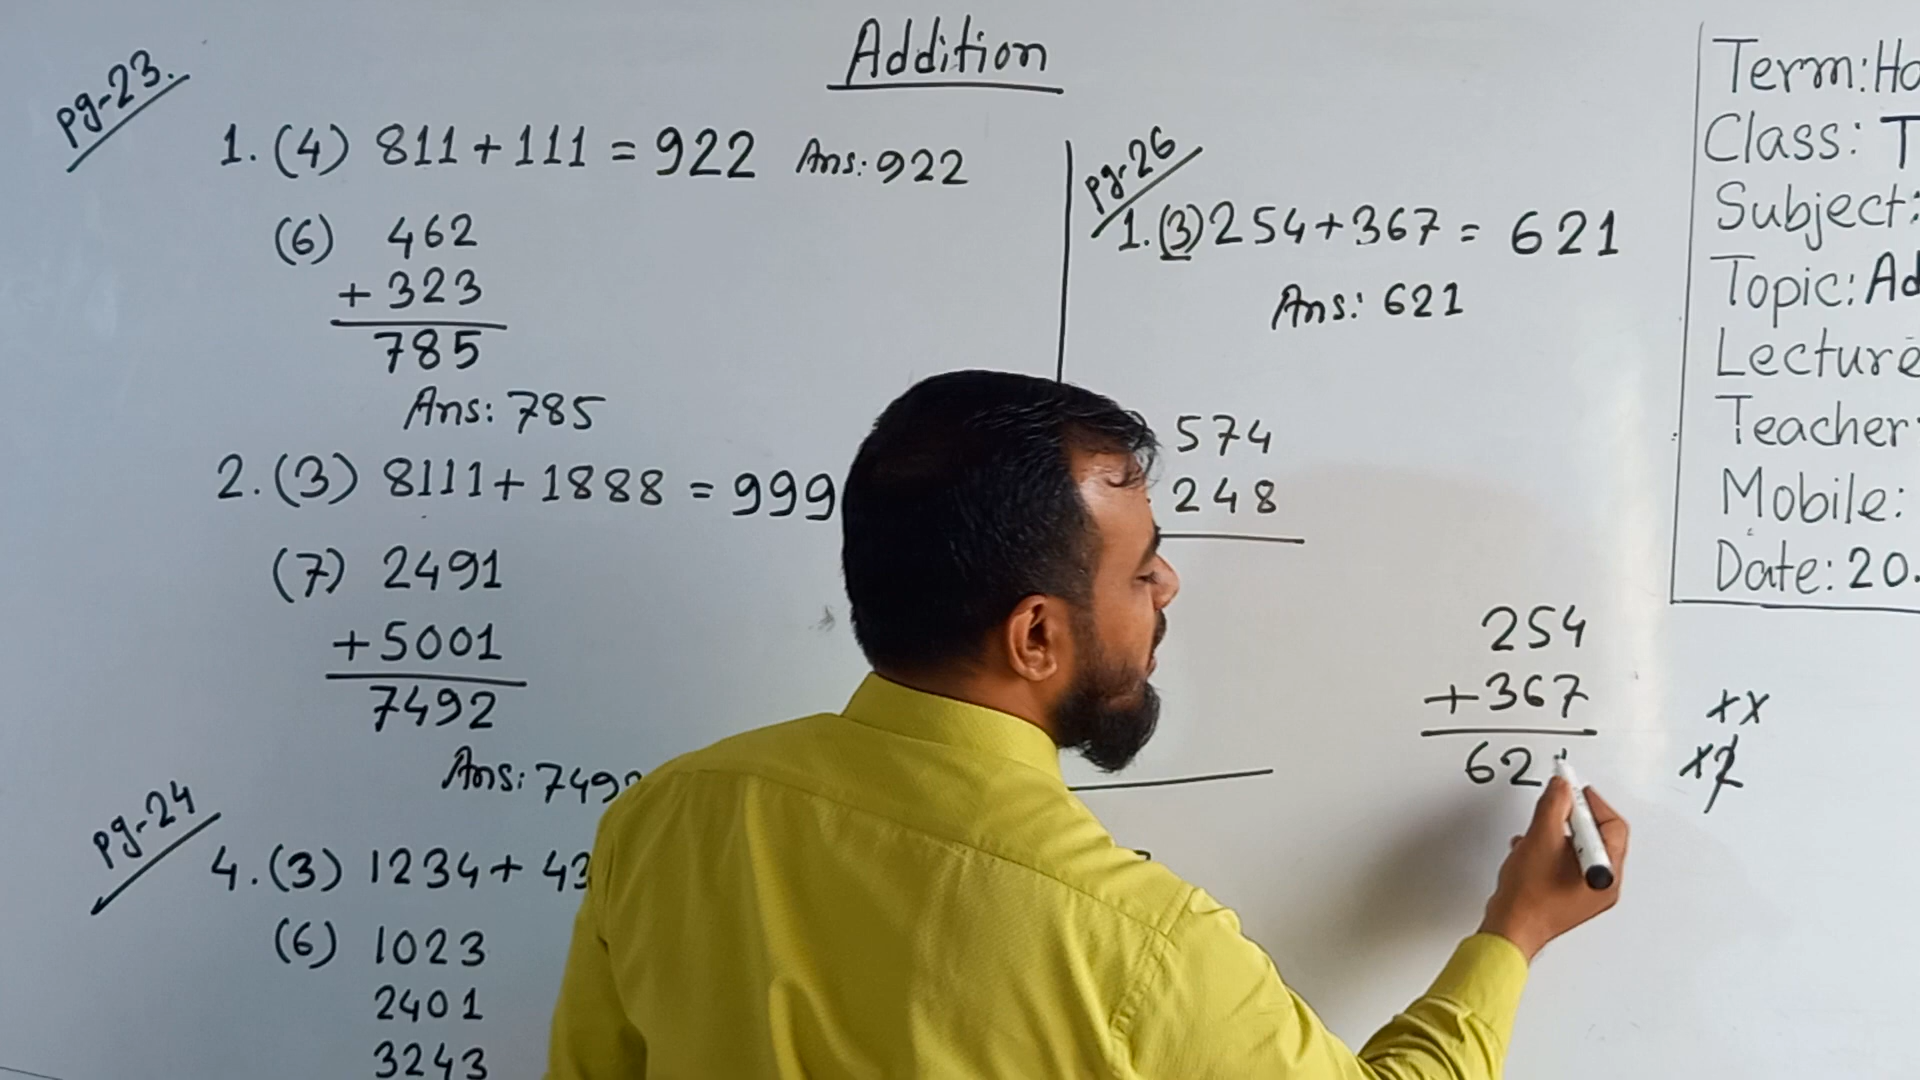 Addition
pg-23.
1. (4) 811 + 111 = 922 Ans: 922
(6) 462
+ 323
785
Ans: 785
2. (3) 8111 + 1888 = 999
(7) 2491
+ 5001
7492
Ans: 749
pg-24
4. (3) 1234 + 43
(6) 1023
2401
3243
pg-26
1. (3) 254 + 367 = 621
Ans: 621
574
248
254
+ 367
62
x x
x
Term: Ho
Class: T
Subject:
Topic: Ad
Lecture
Teacher
Mobile:
Date: 20.